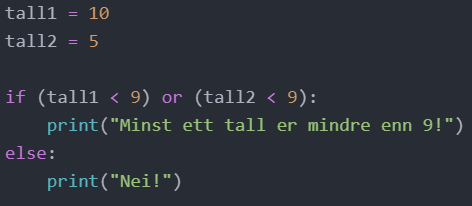 tall1 = 10
tall2 = 5
if (tall1 < 9) or (tall2 < 9):
    print("Minst ett tall er mindre enn 9!")
else:
    print("Nei!")